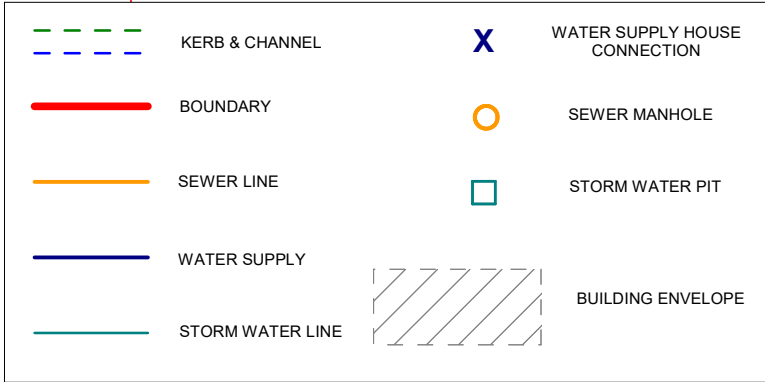 KERB & CHANNEL
BOUNDARY
SEWER LINE
WATER SUPPLY
STORM WATER LINE
X
WATER SUPPLY HOUSE
CONNECTION
SEWER MANHOLE
STORM WATER PIT
BUILDING ENVELOPE